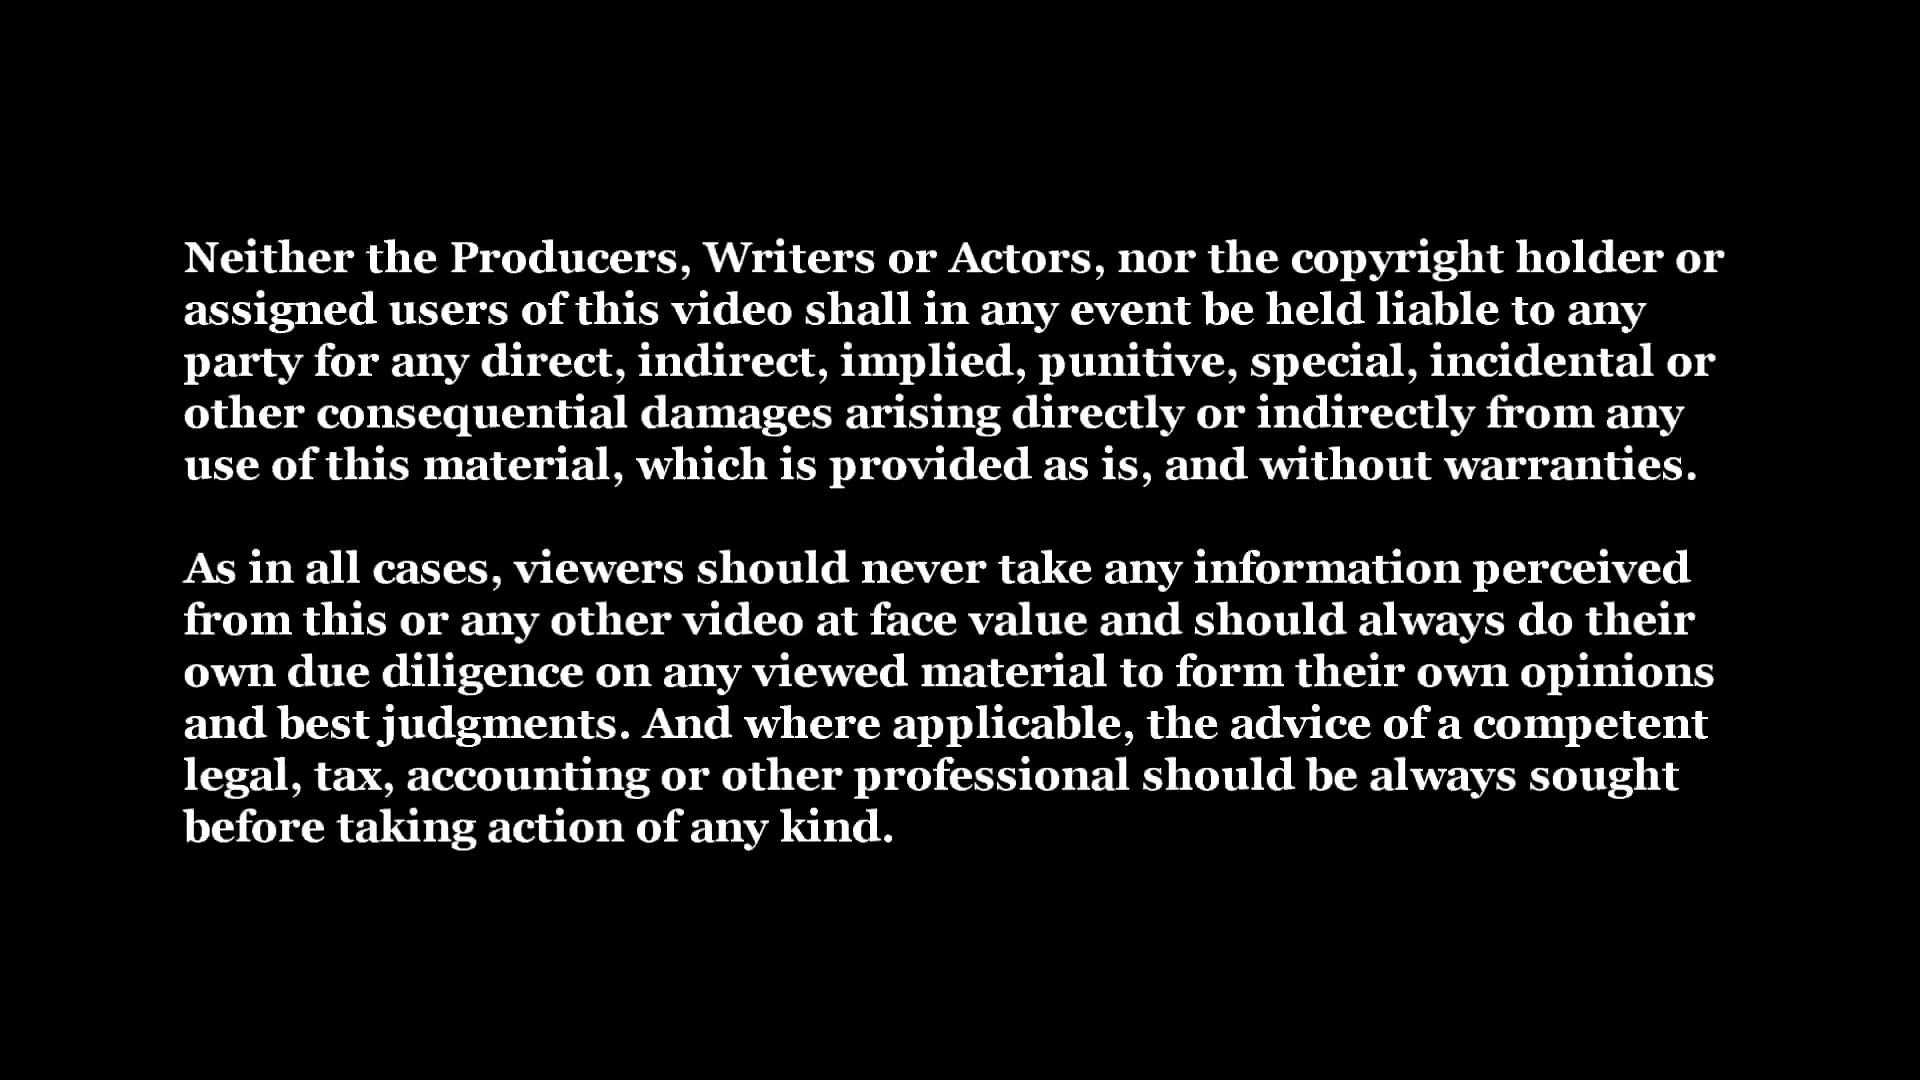 Neither the Producers, Writers or Actors, nor the copyright holder or
assigned users of this video shall in any event be held liable to any
party for any direct, indirect, implied, punitive, special, incidental or
other consequential damages arising directly or indirectly from any
use of this material, which is provided as is, and without warranties.
As in all cases, viewers should never take any information perceived
from this or any other video at face value and should always do their
own due diligence on any viewed material to form their own opinions
and best judgments. And where applicable, the advice of a competent
legal, tax, accounting or other professional should be always sought
before taking action of any kind.